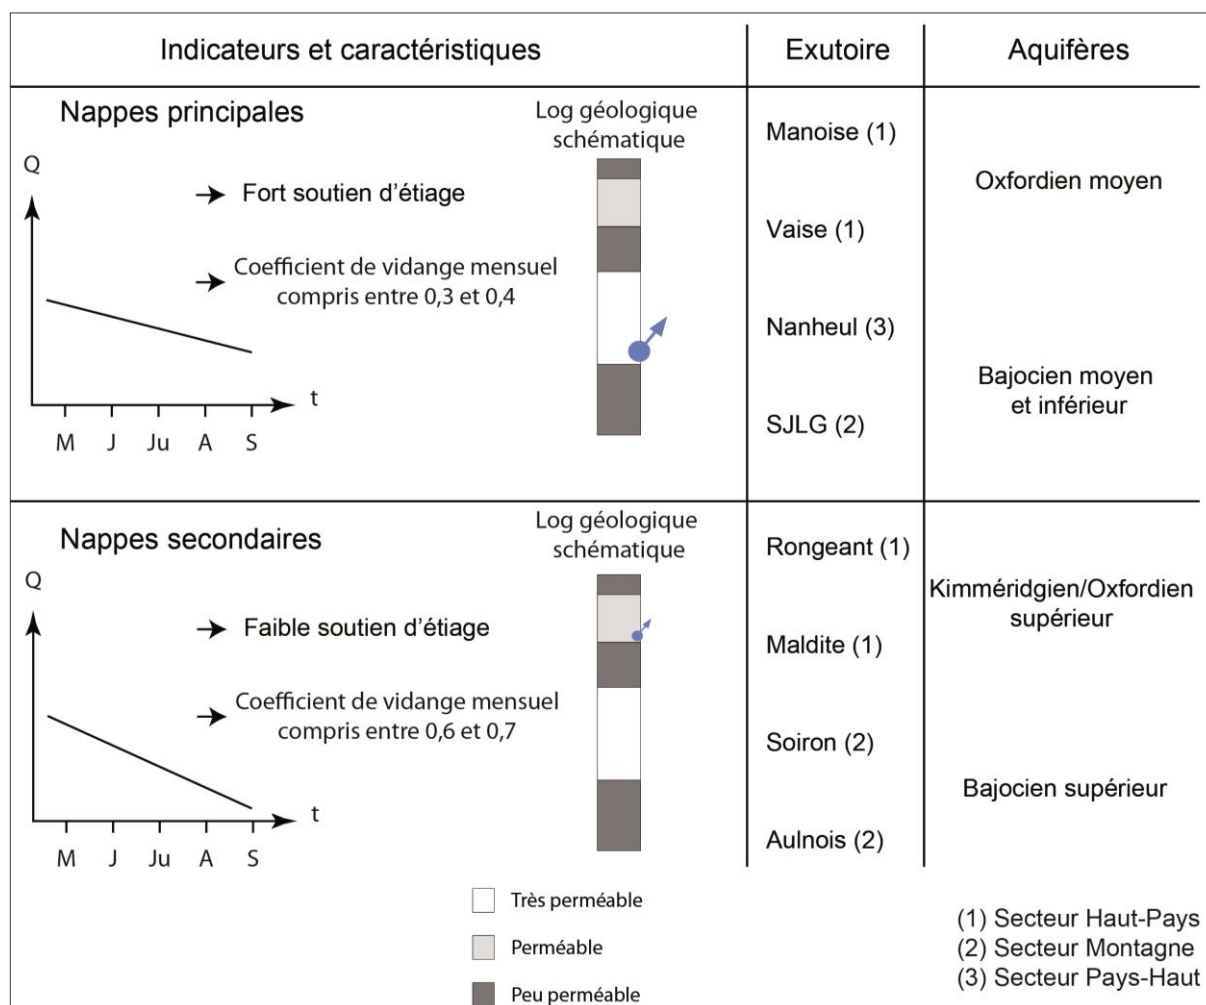 Indicateurs et caractéristiques
Exutoire
Aquifères
Nappes principales
Log géologique
schématique
Q
Fort soutien d'étiage
Coefficient de vidange mensuel
compris entre 0,3 et 0,4
t
M J Ju A S
Manoise (1)
Vaise (1)
Nanheul (3)
SJLG (2)
Oxfordien moyen
Bajocien moyen
et inférieur
Nappes secondaires
Log géologique
schématique
Q
Faible soutien d'étiage
Coefficient de vidange mensuel
compris entre 0,6 et 0,7
t
M J Ju A S
Rongeant (1)
Maldite (1)
Soiron (2)
Aulnois (2)
Kimméridgien/Oxfordien
supérieur
Bajocien supérieur
Très perméable
Perméable
Peu perméable
(1) Secteur Haut-Pays
(2) Secteur Montagne
(3) Secteur Pays-Haut